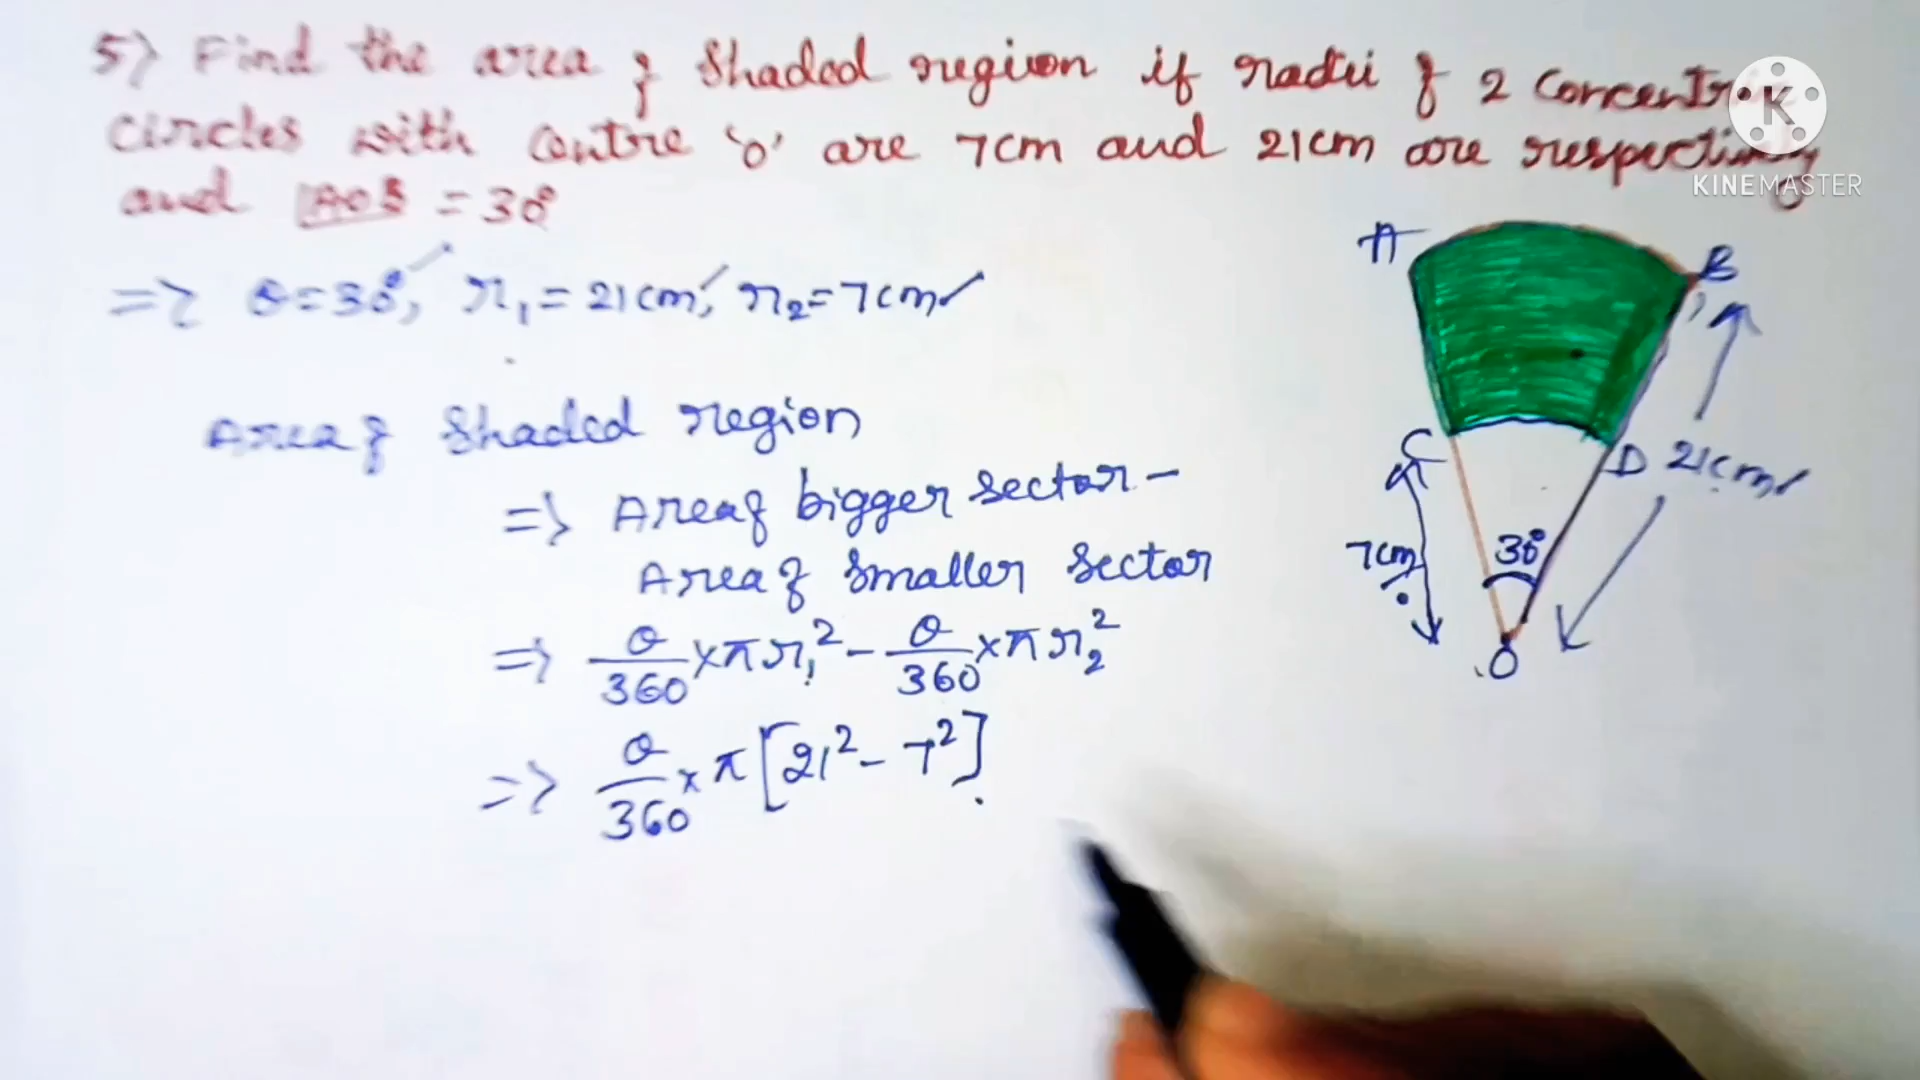 5) Find the area of Shaded region if radii of 2 Concentric
Circles with centre 'O' are 7cm and 21cm are respectively
and ∠AOB = 30°
=> θ=30°, r₁=21cm, r₂=7cm
Area of Shaded region
=> Area of bigger sector -
Area of Smaller Sector
=> θ/360 × πr₁² - θ/360 × πr₂²
=> θ/360 × π[21² - 7²]
A
B
C
D
21cm
7cm
30°
O
K
KINEMASTER